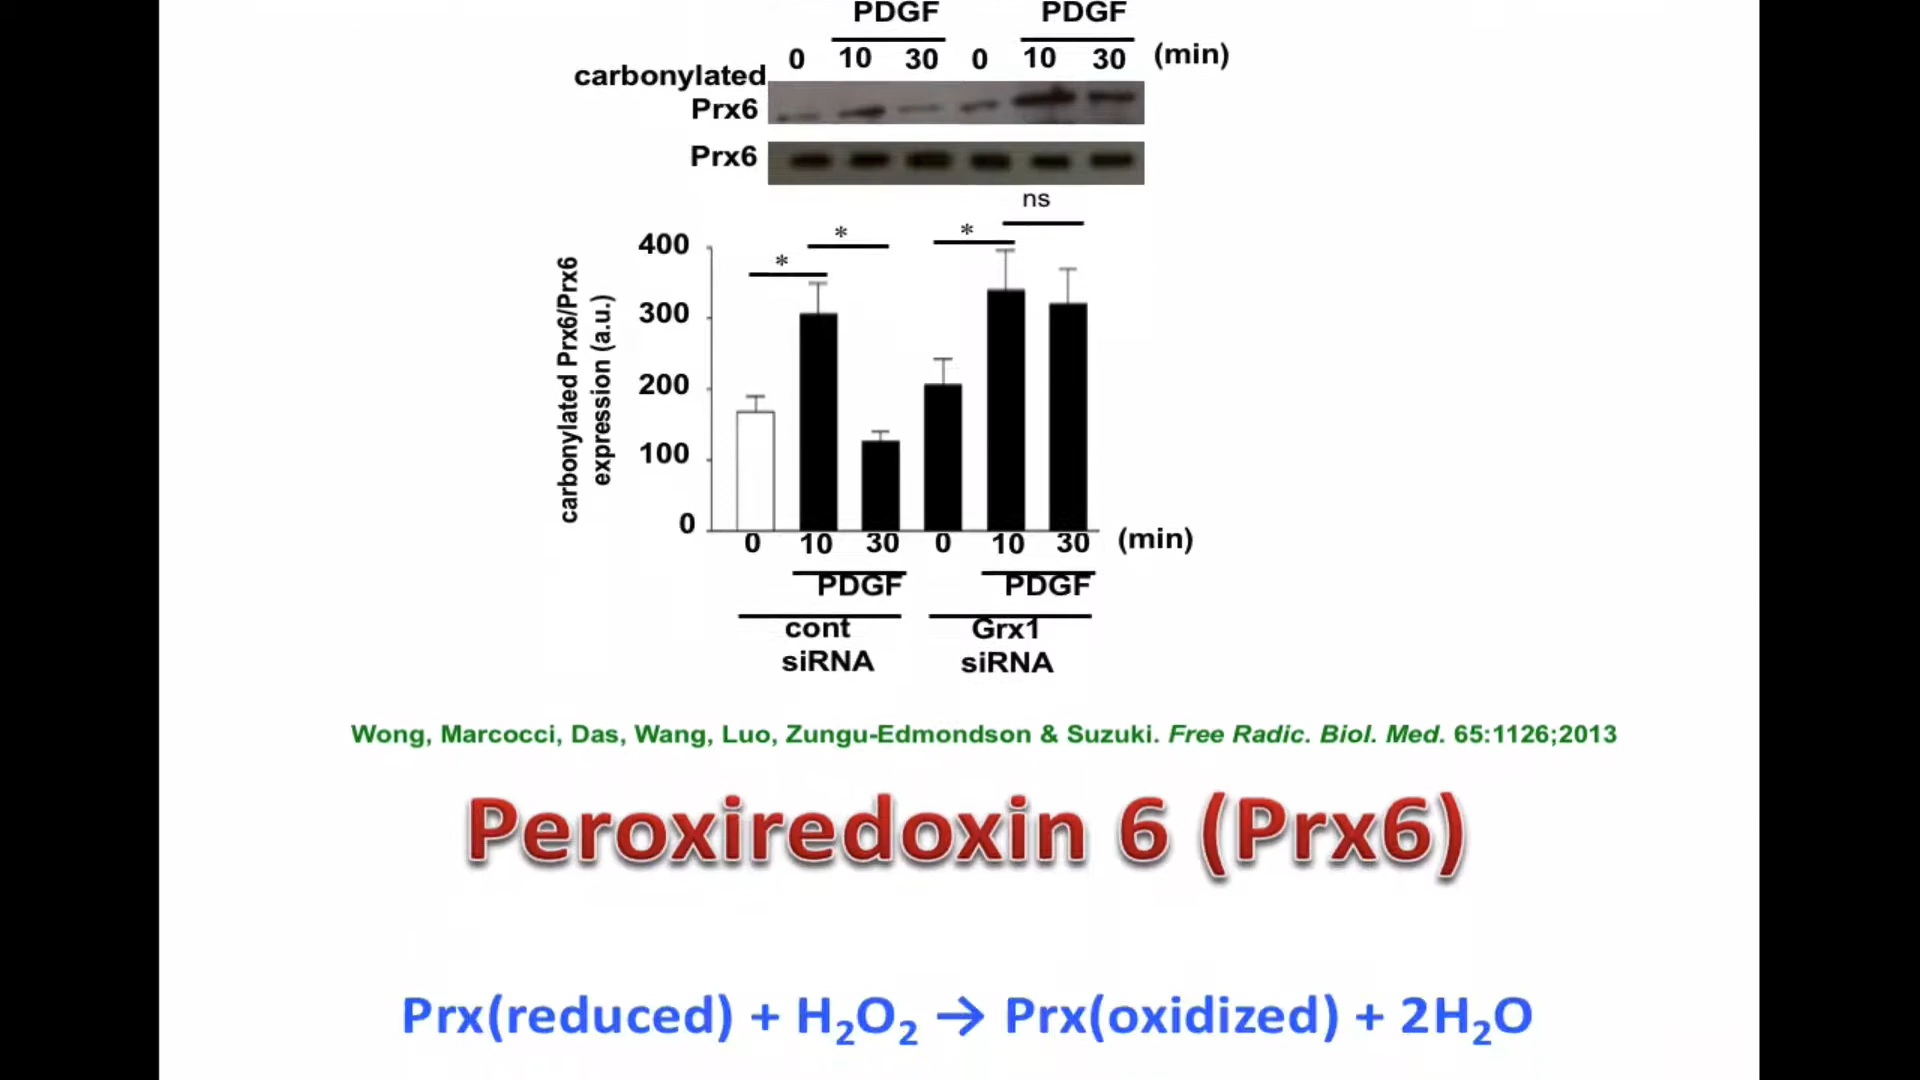 PDGF PDGF
0 10 30 0 10 30 (min)
carbonylated
Prx6
Prx6
ns
* * *
400
300
200
100
0
carbonylated Prx6/Prx6
expression (a.u.)
0 10 30 0 10 30 (min)
PDGF PDGF
cont Grx1
siRNA siRNA
Wong, Marcocci, Das, Wang, Luo, Zungu-Edmondson & Suzuki. Free Radic. Biol. Med. 65:1126;2013
Peroxiredoxin 6 (Prx6)
Prx(reduced) + H₂O₂ → Prx(oxidized) + 2H₂O